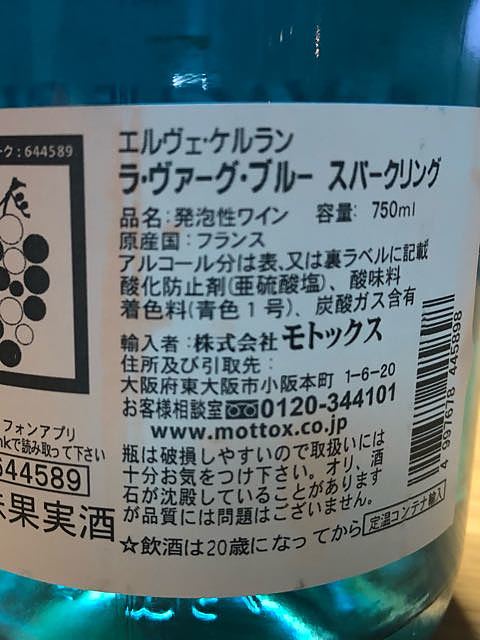 ーク:644589
エルヴェ・ケルラン
ラ・ヴァーグ・ブルー スパークリング
品名:発泡性ワイン 容量: 750ml
原産国:フランス
アルコール分は表、又は裏ラベルに記載
酸化防止剤(亜硫酸塩)、酸味料
着色料(青色1号)、炭酸ガス含有
輸入者:株式会社モトックス
住所及び引取先:
大阪府東大阪市小阪本町 1-6-20
お客様相談室 0120-344101
www.mottox.co.jp
フォンアプリ
nkで読み取って下さい
644589
果実酒
瓶は破損しやすいので取扱いには
十分お気をつけ下さい。オリ、酒
石が沈殿していることがあります
が品質には問題はございません。
☆飲酒は20歳になってから
定温コンテナ輸入
4 997678 445898